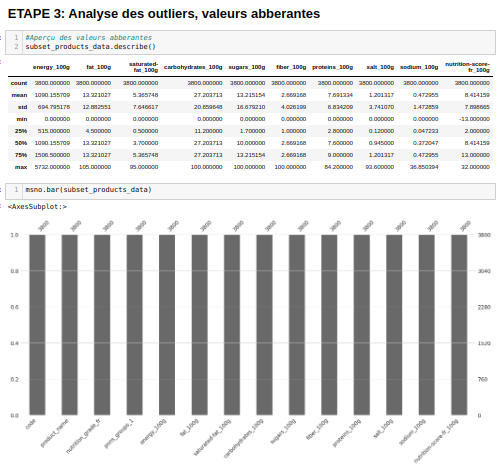 ETAPE 3: Analyse des outliers, valeurs abberantes
1 #Aperçu des valeurs abberantes
2 subset_products_data.describe()
energy_100g fat_100g saturated-fat_100g carbohydrates_100g sugars_100g fiber_100g proteins_100g salt_100g sodium_100g nutrition-score-fr_100g
count 3800.000000 3800.000000 3800.000000 3800.000000 3800.000000 3800.000000 3800.000000 3800.000000 3800.000000 3800.000000
mean 1090.155709 13.321027 5.365748 27.203713 13.215154 2.669168 7.691334 1.201317 0.472955 8.414159
std 694.795178 12.882551 7.646617 20.659648 16.679210 4.026199 6.834209 3.741070 1.472859 7.898665
min 0.000000 0.000000 0.000000 0.000000 0.000000 0.000000 0.000000 0.000000 0.000000 -13.000000
25% 515.000000 4.500000 0.500000 11.200000 1.700000 1.000000 2.800000 0.120000 0.047233 2.000000
50% 1090.155709 13.321027 3.700000 27.203713 10.000000 2.669168 7.600000 0.945000 0.372047 8.414159
75% 1506.500000 13.321027 5.365748 27.203713 13.215154 2.669168 9.000000 1.201317 0.472955 13.000000
max 5732.000000 105.000000 95.000000 100.000000 100.000000 100.000000 84.200000 93.600000 36.850394 32.000000
1 msno.bar(subset_products_data)
<AxesSubplot:>
3800 3800 3800 3800 3800 3800 3800 3800 3800 3800 3800 3800 3800 3800
1.0 3800
0.8 3040
0.6 2280
0.4 1520
0.2 760
0.0 0
code product_name nutrition_grade_fr pnns_groups_1 energy_100g fat_100g saturated-fat_100g carbohydrates_100g sugars_100g fiber_100g proteins_100g salt_100g sodium_100g nutrition-score-fr_100g